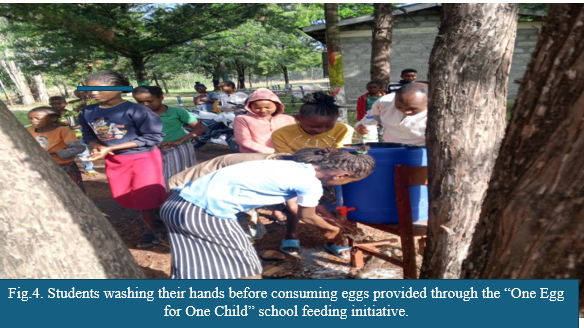 Fig.4. Students washing their hands before consuming eggs provided through the “One Egg
for One Child” school feeding initiative.